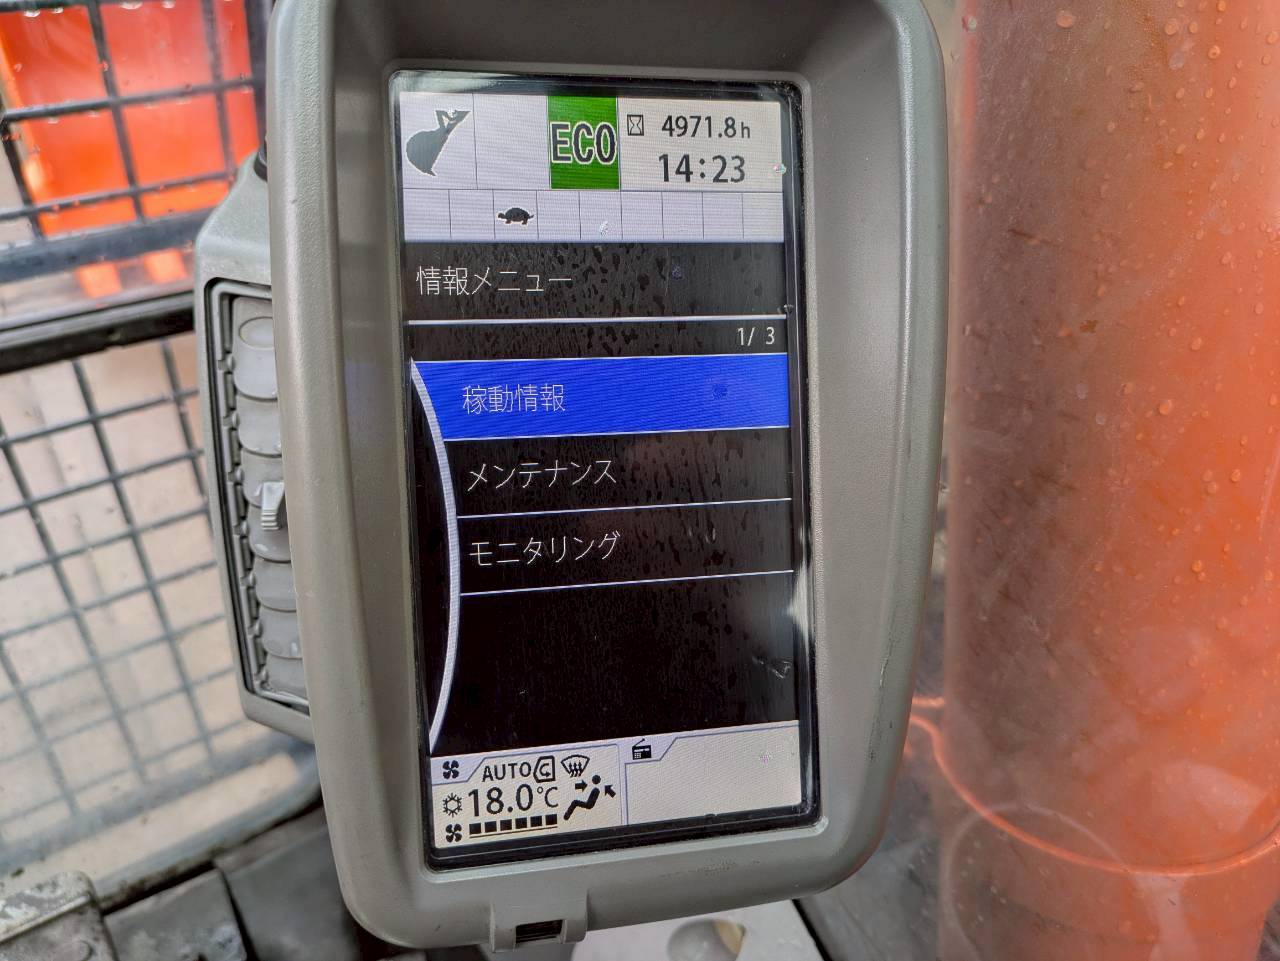 ECO
4971.8h
14:23
情報メニュー
1/ 3
稼動情報
メンテナンス
モニタリング
AUTO C
18.0℃